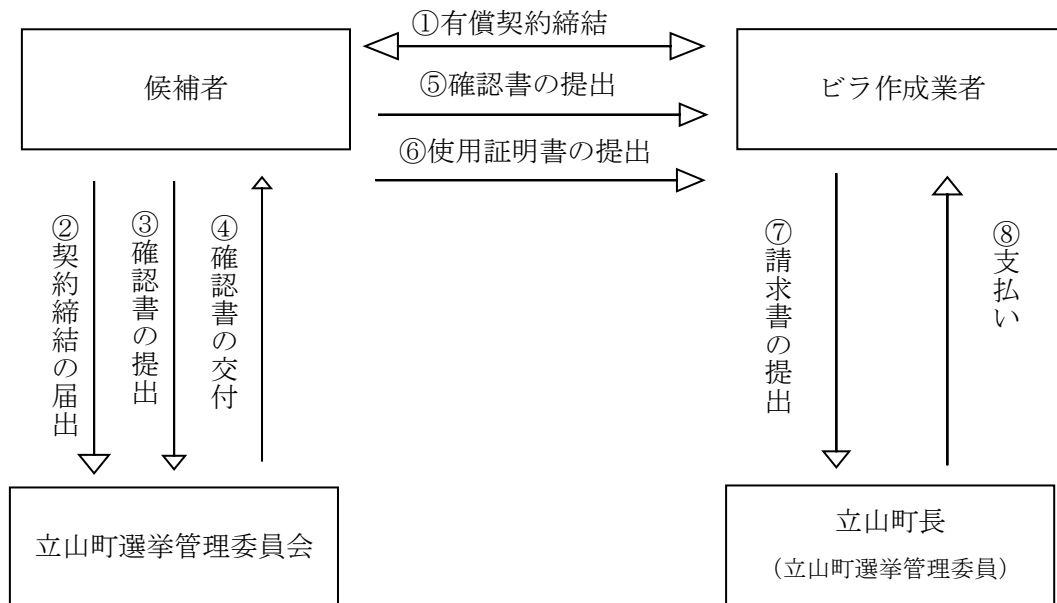 ①有償契約締結
候補者
ビラ作成業者
⑤確認書の提出
⑥使用証明書の提出
②契約締結の届出
③確認書の提出
④確認書の交付
⑦請求書の提出
⑧支払い
立山町選挙管理委員会
立山町長
（立山町選挙管理委員）